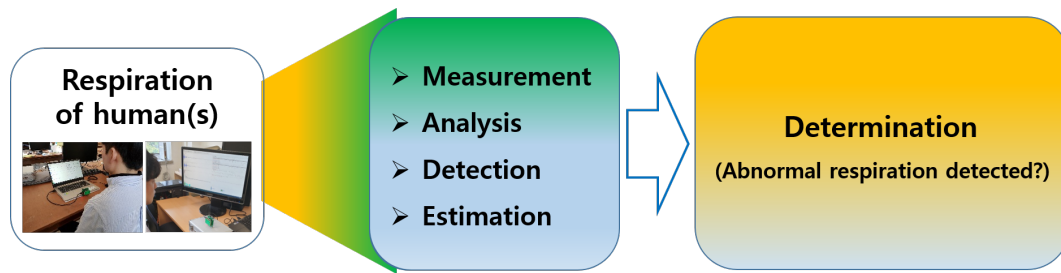 Respiration
of human(s)
➢ Measurement
➢ Analysis
➢ Detection
➢ Estimation
Determination
(Abnormal respiration detected?)